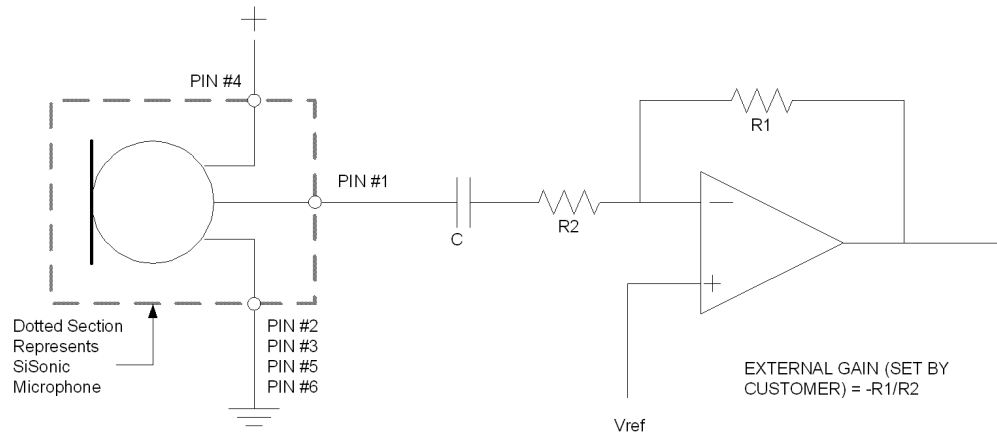 PIN #4
R1
PIN #1
C
R2
Dotted Section
Represents
SiSonic
Microphone
PIN #2
PIN #3
PIN #5
PIN #6
EXTERNAL GAIN (SET BY
CUSTOMER) = -R1/R2
Vref